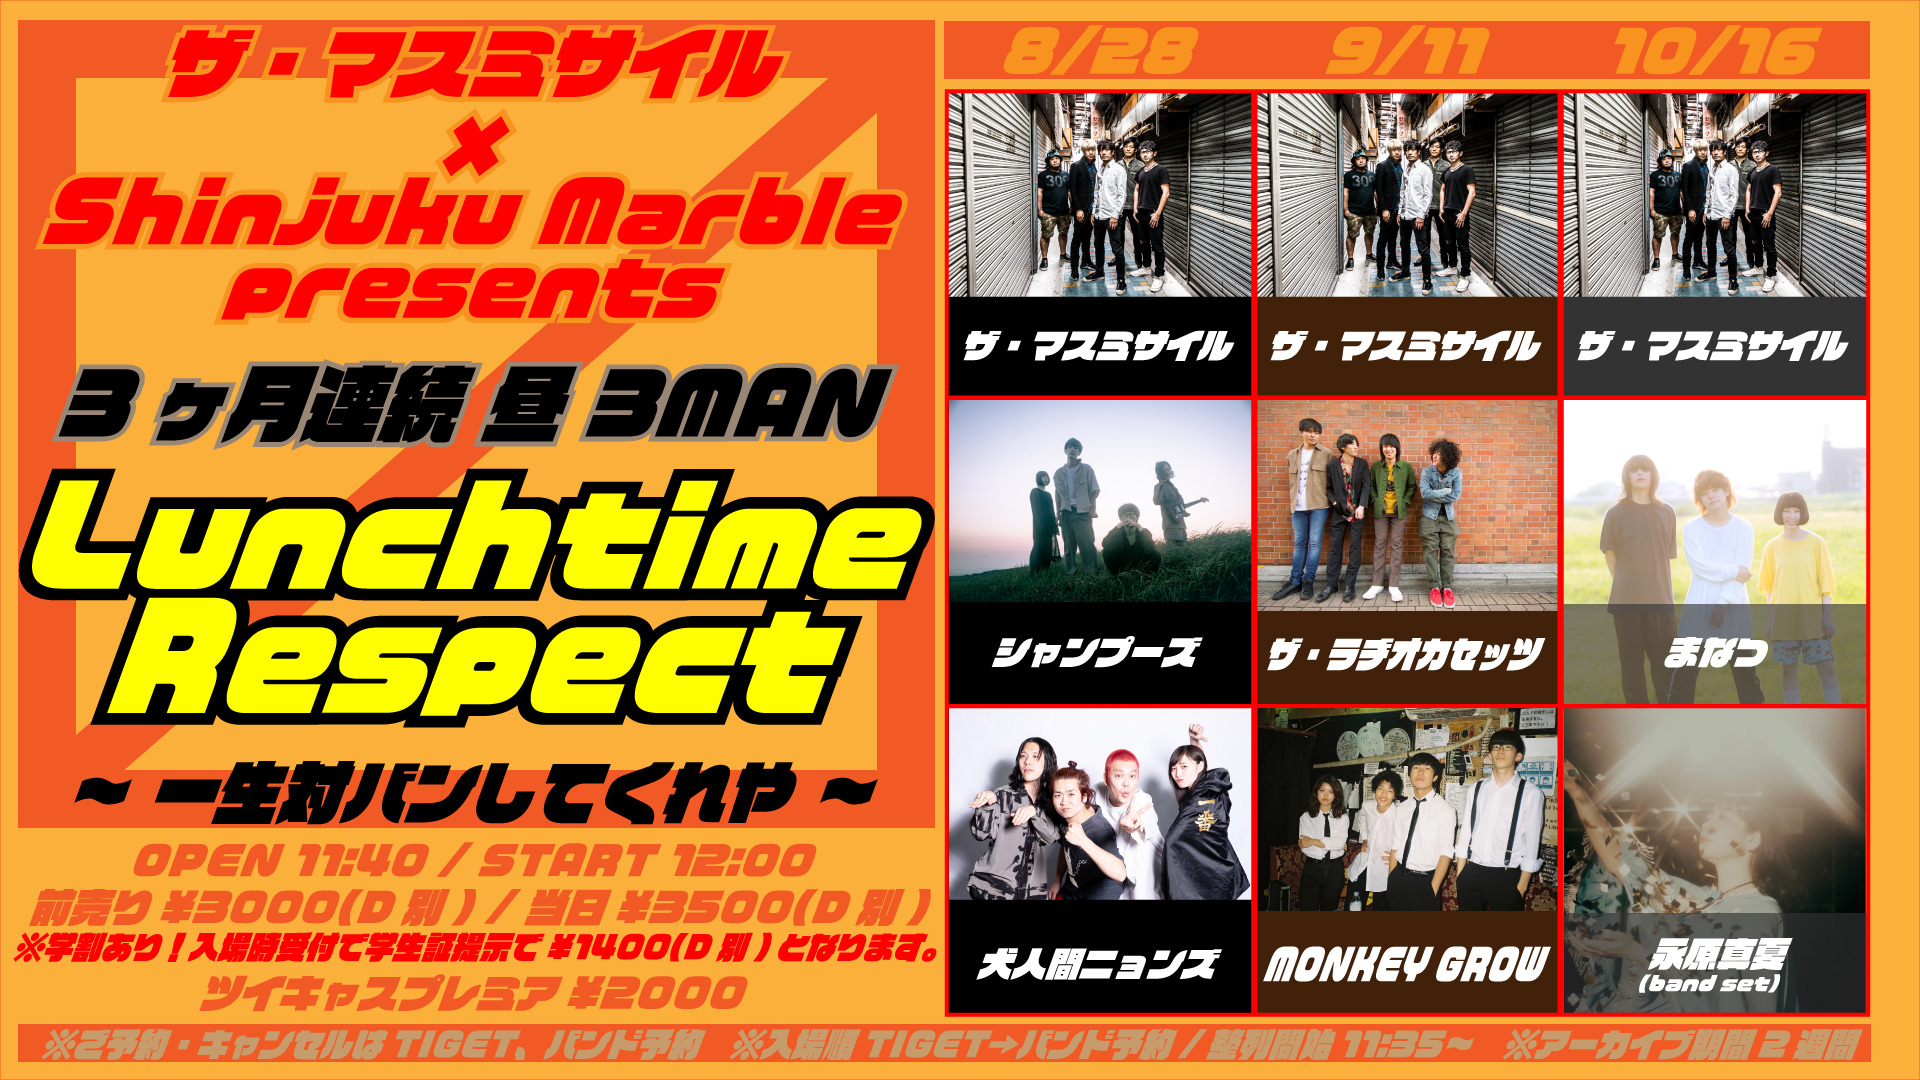 ザ・マスミサイル
×
Shinjuku Marble
presents
3ヶ月連続 昼 3MAN
Lunchtime
Respect
~ 一生対バンしてくれや ~
OPEN 11:40 / START 12:00
前売り ¥3000(D 別 ) / 当日 ¥3500(D 別 )
※学割あり！入場時受付で学生証提示で ¥1400(D 別 ) となります。
ツイキャスプレミア ¥2000
8/28 9/11 10/16
ザ・マスミサイル ザ・マスミサイル ザ・マスミサイル
シャンプーズ ザ・ラヂオカセッツ まなつ
一番
犬人間ニョンズ MONKEY GROW 永原真夏
(band set)
※ご予約・キャンセルは TIGET、バンド予約 ※入場順 TIGET→バンド予約 / 整列開始 11:35~ ※アーカイブ期間 2 週間